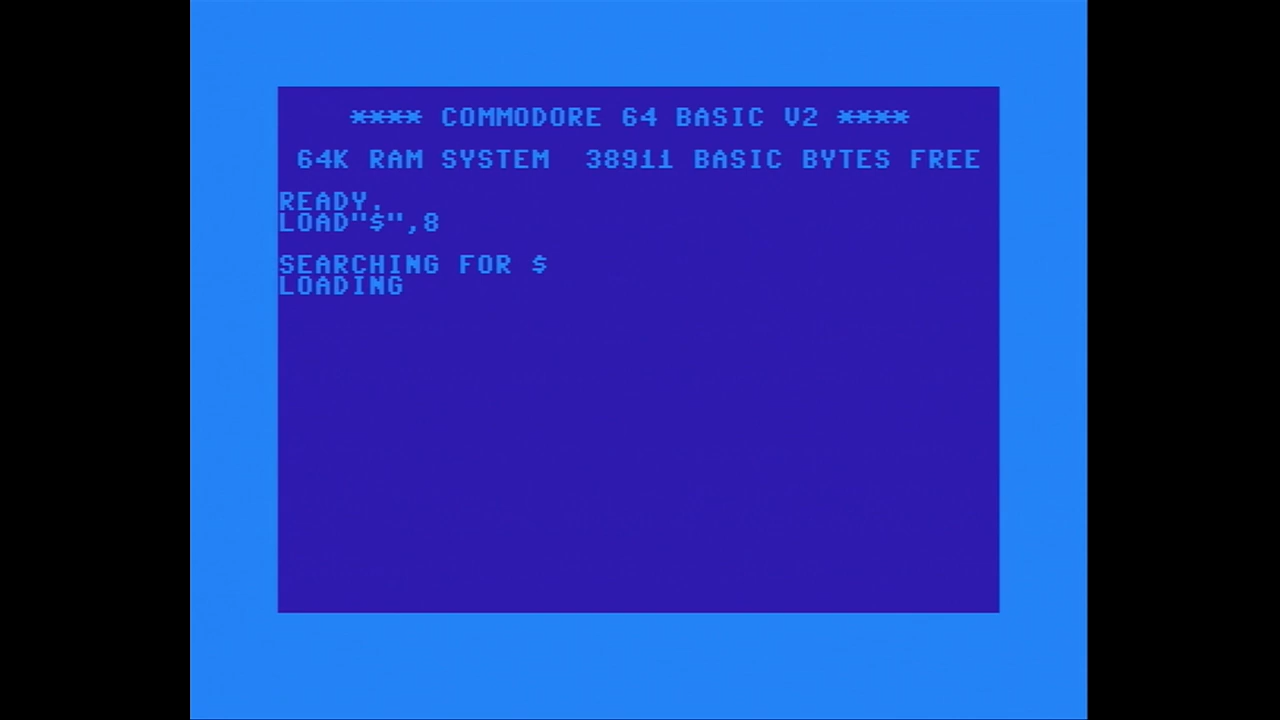 **** COMMODORE 64 BASIC V2 ****
64K RAM SYSTEM  38911 BASIC BYTES FREE
READY.
LOAD"$",8
SEARCHING FOR $
LOADING